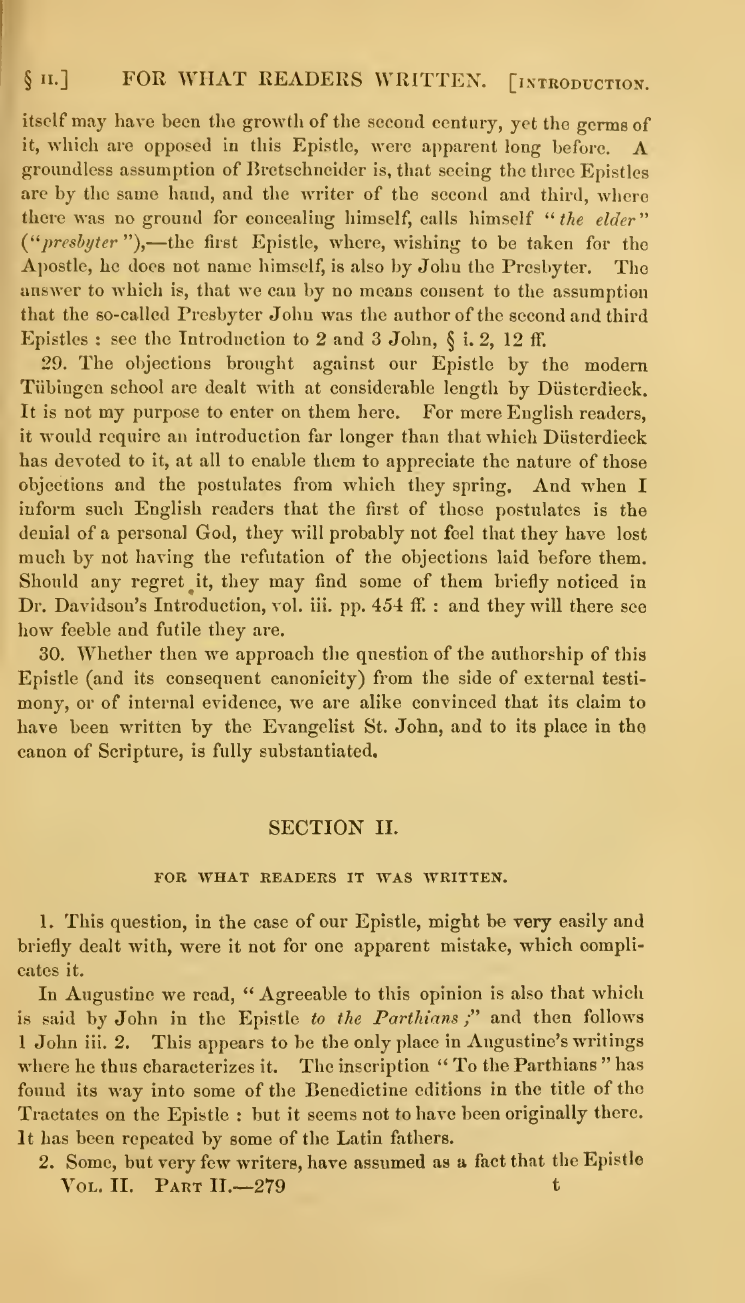 § II.] FOR WHAT READERS WRITTEN. [INTRODUCTION.
itself may have been the growth of the second century, yet the germs of
it, which are opposed in this Epistle, were apparent long before. A
groundless assumption of Bretschneider is, that seeing the three Epistles
are by the same hand, and the writer of the second and third, where
there was no ground for concealing himself, calls himself “the elder”
(“presbyter”),—the first Epistle, where, wishing to be taken for the
Apostle, he does not name himself, is also by John the Presbyter. The
answer to which is, that we can by no means consent to the assumption
that the so-called Presbyter John was the author of the second and third
Epistles : see the Introduction to 2 and 3 John, § i. 2, 12 ff.
29. The objections brought against our Epistle by the modern
Tübingen school are dealt with at considerable length by Düsterdieck.
It is not my purpose to enter on them here. For mere English readers,
it would require an introduction far longer than that which Düsterdieck
has devoted to it, at all to enable them to appreciate the nature of those
objections and the postulates from which they spring. And when I
inform such English readers that the first of those postulates is the
denial of a personal God, they will probably not feel that they have lost
much by not having the refutation of the objections laid before them.
Should any regret it, they may find some of them briefly noticed in
Dr. Davidson’s Introduction, vol. iii. pp. 454 ff. : and they will there see
how feeble and futile they are.
30. Whether then we approach the question of the authorship of this
Epistle (and its consequent canonicity) from the side of external testi-
mony, or of internal evidence, we are alike convinced that its claim to
have been written by the Evangelist St. John, and to its place in the
canon of Scripture, is fully substantiated.
SECTION II.
FOR WHAT READERS IT WAS WRITTEN.
1. This question, in the case of our Epistle, might be very easily and
briefly dealt with, were it not for one apparent mistake, which compli-
cates it.
In Augustine we read, “Agreeable to this opinion is also that which
is said by John in the Epistle to the Parthians ;” and then follows
1 John iii. 2. This appears to be the only place in Augustine’s writings
where he thus characterizes it. The inscription “To the Parthians” has
found its way into some of the Benedictine editions in the title of the
Tractates on the Epistle : but it seems not to have been originally there.
It has been repeated by some of the Latin fathers.
2. Some, but very few writers, have assumed as a fact that the Epistle
VOL. II. PART II.—279 t